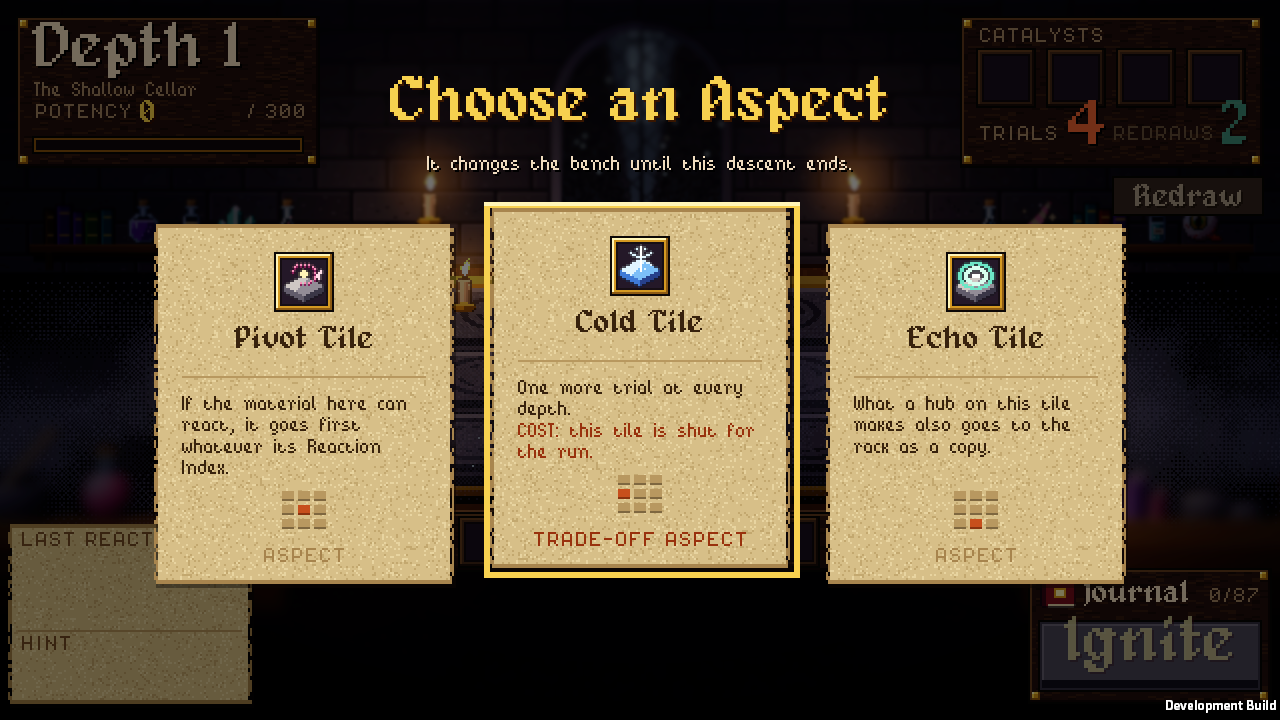 Depth 1
The Shallow Cellar
POTENCY 0 / 300
CATALYSTS
TRIALS 4 REDRAWS 2
Redraw
Choose an Aspect
It changes the bench until this descent ends.
Pivot Tile
If the material here can
react, it goes first
whatever its Reaction
Index.
ASPECT
Cold Tile
One more trial at every
depth.
COST: this tile is shut for
the run.
TRADE-OFF ASPECT
Echo Tile
What a hub on this tile
makes also goes to the
rack as a copy.
ASPECT
LAST REACT
HINT
Journal 0/87
Ignite
Development Build